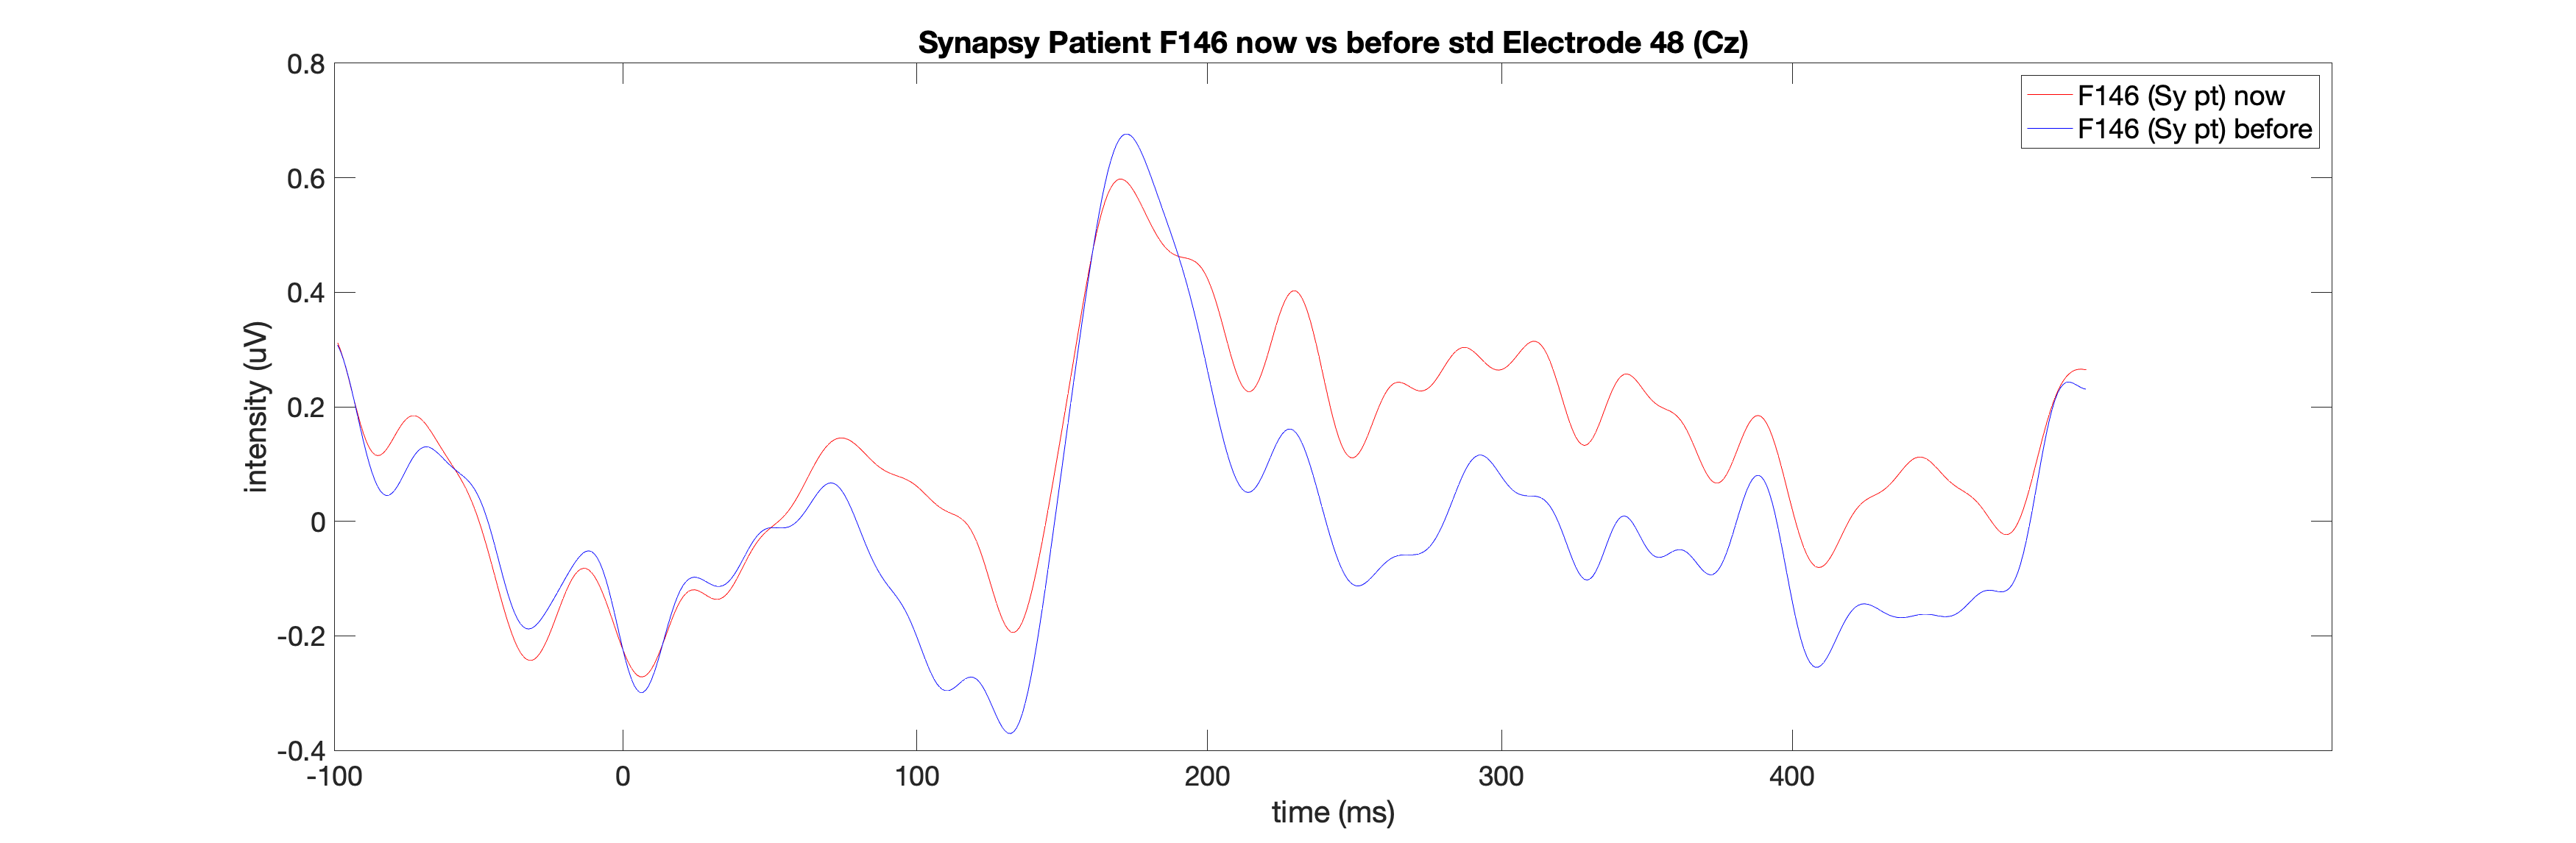 Synapsy Patient F146 now vs before std Electrode 48 (Cz)
F146 (Sy pt) now
F146 (Sy pt) before
intensity (uV)
0.8
0.6
0.4
0.2
0
-0.2
-0.4
-100 0 100 200 300 400
time (ms)